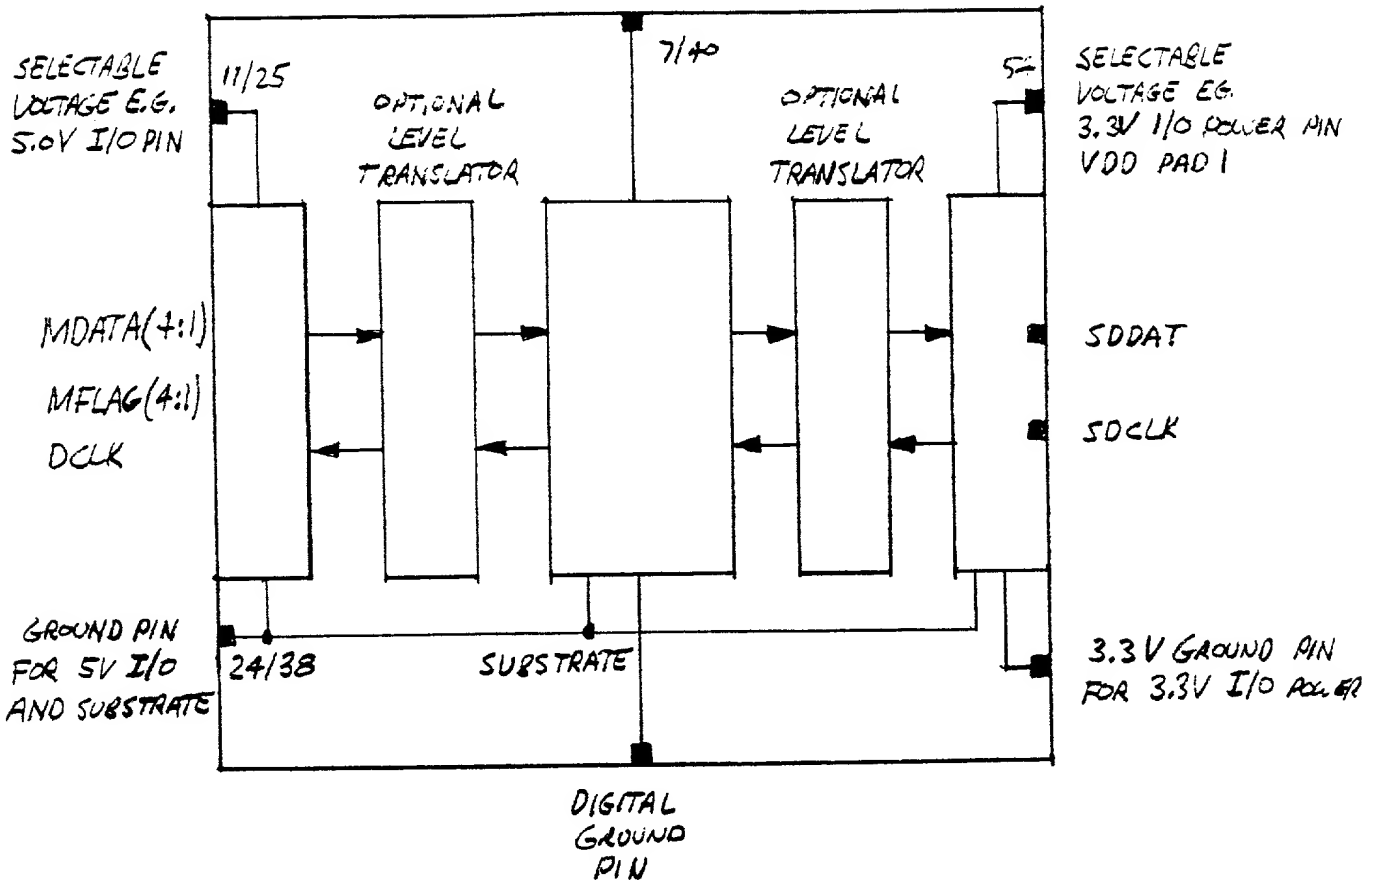 SELECTABLE
VOLTAGE E.G.
5.0V I/O PIN
11/25
OPTIONAL
LEVEL
TRANSLATOR
7/40
OPTIONAL
LEVEL
TRANSLATOR
SELECTABLE
VOLTAGE EG.
3.3V I/O POWER PIN
VDD PAD 1
MDATA(4:1)
MFLAG(4:1)
DCLK
SDDAT
SDCLK
GROUND PIN
FOR 5V I/O
AND SUBSTRATE
24/38
SUBSTRATE
3.3V GROUND PIN
FOR 3.3V I/O POWER
DIGITAL
GROUND
PIN